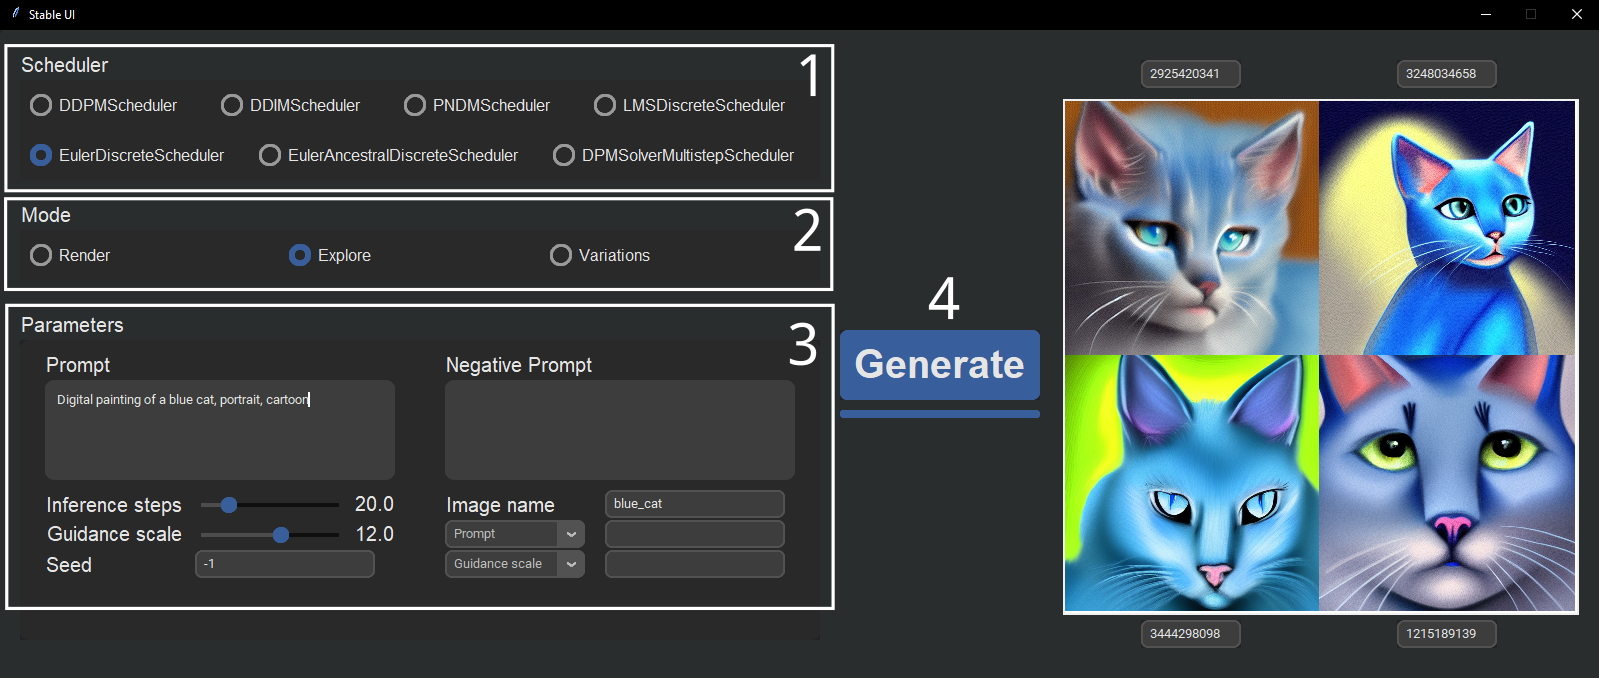 Stable UI
Scheduler
1
DDPMScheduler DDIMScheduler PNDMScheduler LMSDiscreteScheduler
EulerDiscreteScheduler EulerAncestralDiscreteScheduler DPMSolverMultistepScheduler
Mode
2
Render Explore Variations
Parameters
3
Prompt Negative Prompt
Digital painting of a blue cat, portrait, cartoon
Inference steps 20.0 Image name blue_cat
Guidance scale 12.0 Prompt
Seed -1 Guidance scale
4
Generate
2925420341 3248034658
3444298098 1215189139